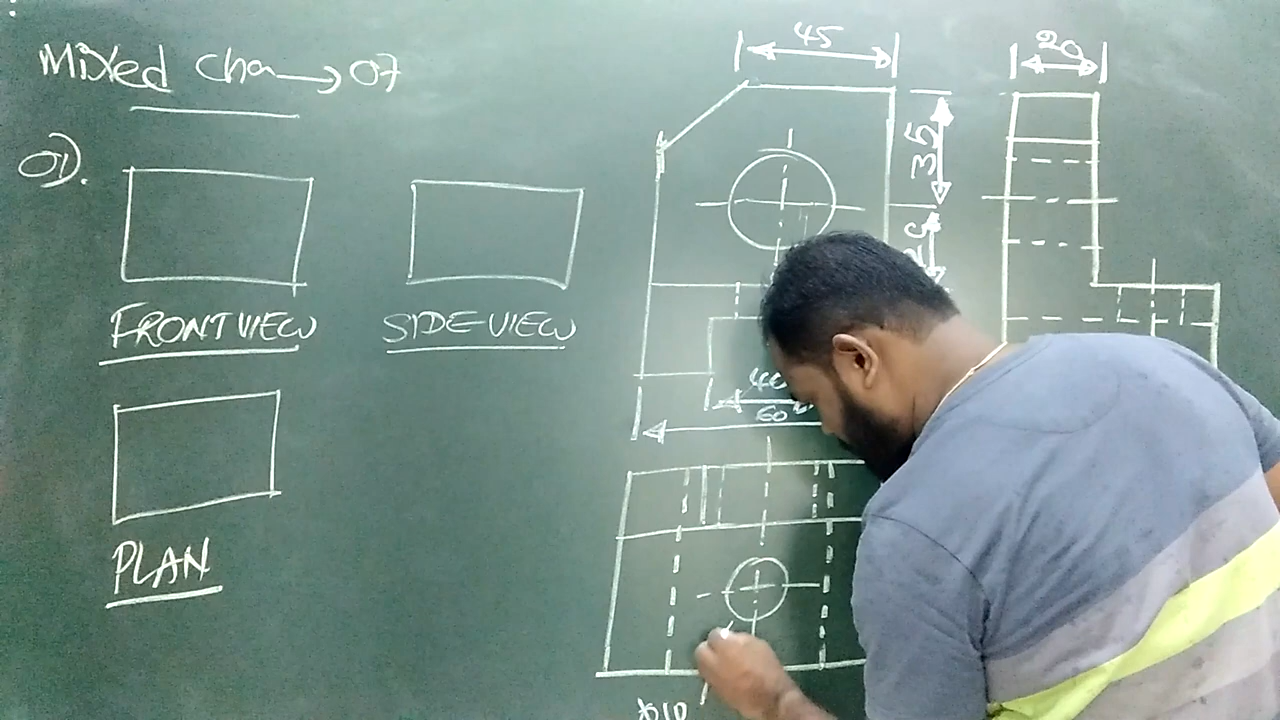 Mixed Cha → 07
01).
FRONT VIEW
SIDE VIEW
PLAN
45
20
35
40
60